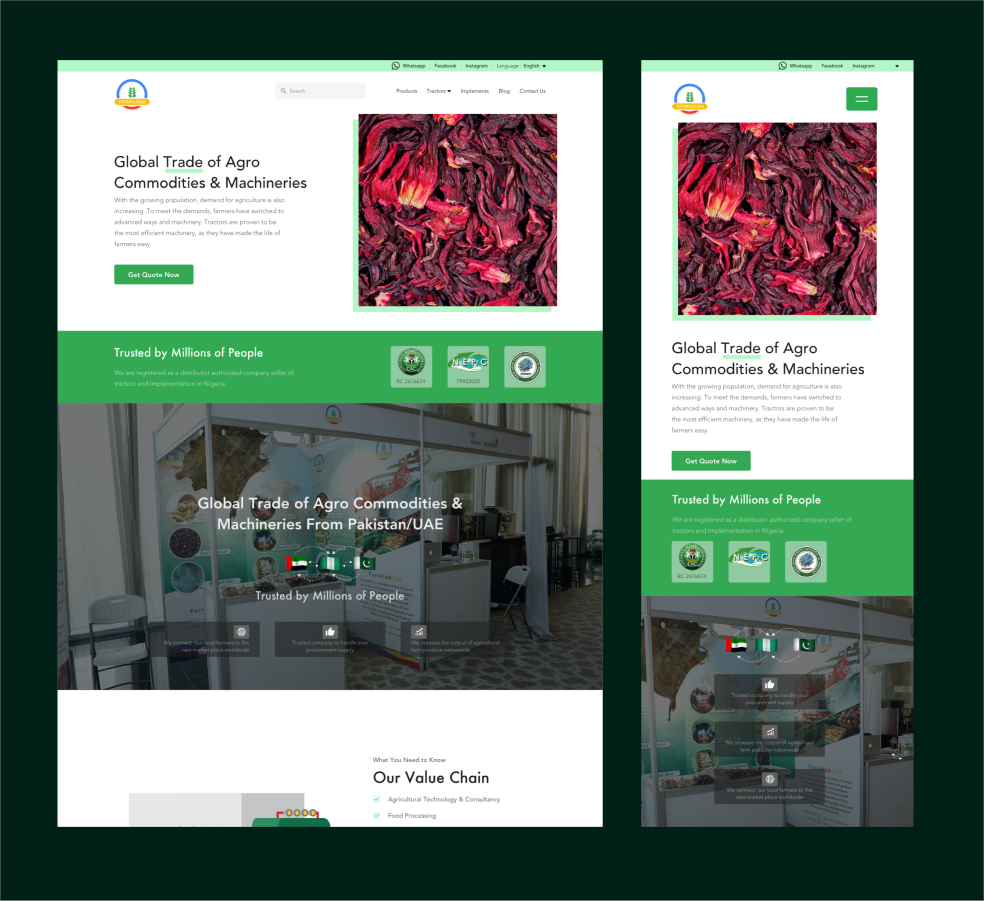 Whatsapp
Facebook
Instagram
Language : English
Search
Products
Tractors
Implements
Blog
Contact Us
Global Trade of Agro
Commodities & Machineries
With the growing population, demand for agriculture is also
increasing. To meet the demands, farmers have switched to
advanced ways and machinery. Tractors are proven to be
the most efficient machinery, as they have made the life of
farmers easy.
Get Quote Now
Trusted by Millions of People
We are registered as a distributor authurized company seller of
tractors and Implementation in Nigeria.
CAC
RC 2676674
NEPC
79922020
Global Trade of Agro Commodities &
Machineries From Pakistan/UAE
Trusted by Millions of People
We connect our local farmers to the
new market place worldwide
Trusted company to handle your
procurement supply
We increase the output of agricultural
farm produce nationwide
What You Need to Know
Our Value Chain
Agricultural Technology & Consultancy
Food Processing
Whatsapp
Facebook
Instagram
Global Trade of Agro
Commodities & Machineries
With the growing population, demand for agriculture is also
increasing. To meet the demands, farmers have switched to
advanced ways and machinery. Tractors are proven to be
the most efficient machinery, as they have made the life of
farmers easy.
Get Quote Now
Trusted by Millions of People
We are registered as a distributor authurized company seller of
tractors and Implementation in Nigeria.
CAC
RC 2676674
NEPC
Trusted company to handle your
procurement supply
We increase the output of agricultural
farm produce nationwide
We connect our local farmers to the
new market place worldwide